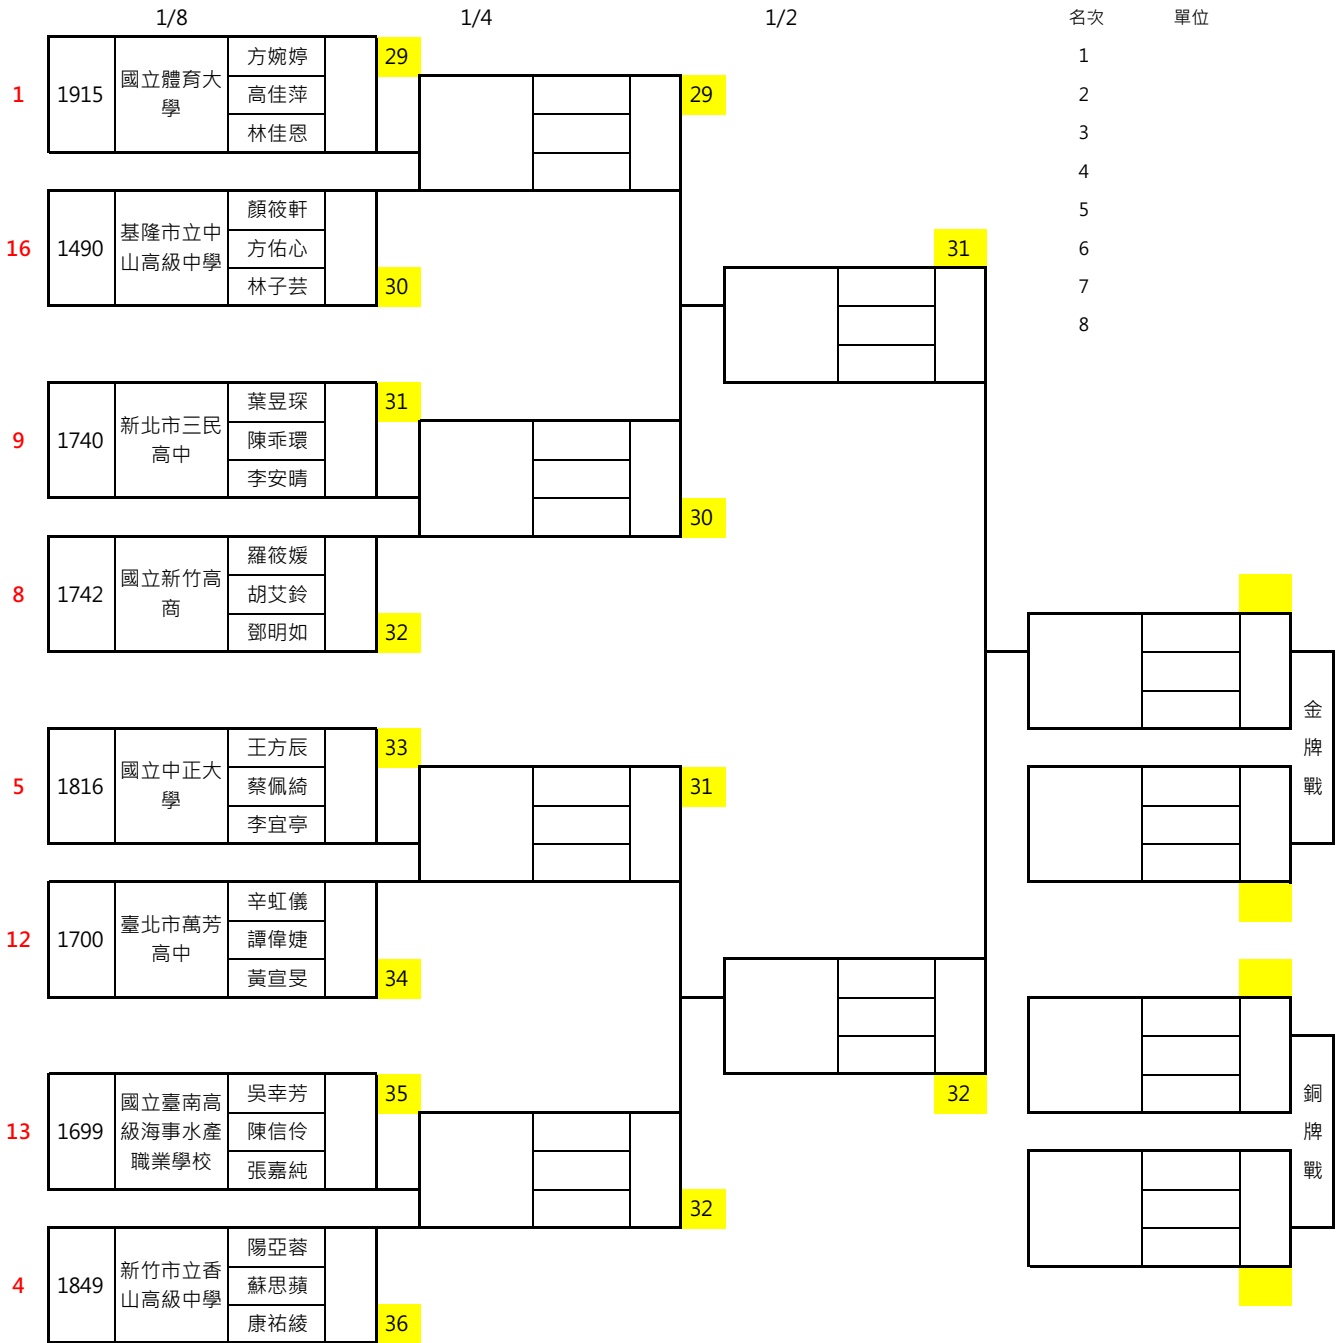 1/8 1/4 1/2 名次 單位
1
2
3
4
5
6
7
8
1 1915 國立體育大
學
方婉婷
高佳萍
林佳恩
29
16 1490 基隆市立中
山高級中學
顏筱軒
方佑心
林子芸
30
9 1740 新北市三民
高中
葉昱琛
陳乖環
李安晴
31
8 1742 國立新竹高
商
羅筱媛
胡艾鈴
鄧明如
32
5 1816 國立中正大
學
王方辰
蔡佩綺
李宜亭
33
12 1700 臺北市萬芳
高中
辛虹儀
譚偉婕
黃宣旻
34
13 1699 國立臺南高
級海事水產
職業學校
吳幸芳
陳信伶
張嘉純
35
4 1849 新竹市立香
山高級中學
陽亞蓉
蘇思蘋
康祐綾
36
29
30
31
32
31
32
金
牌
戰
銅
牌
戰